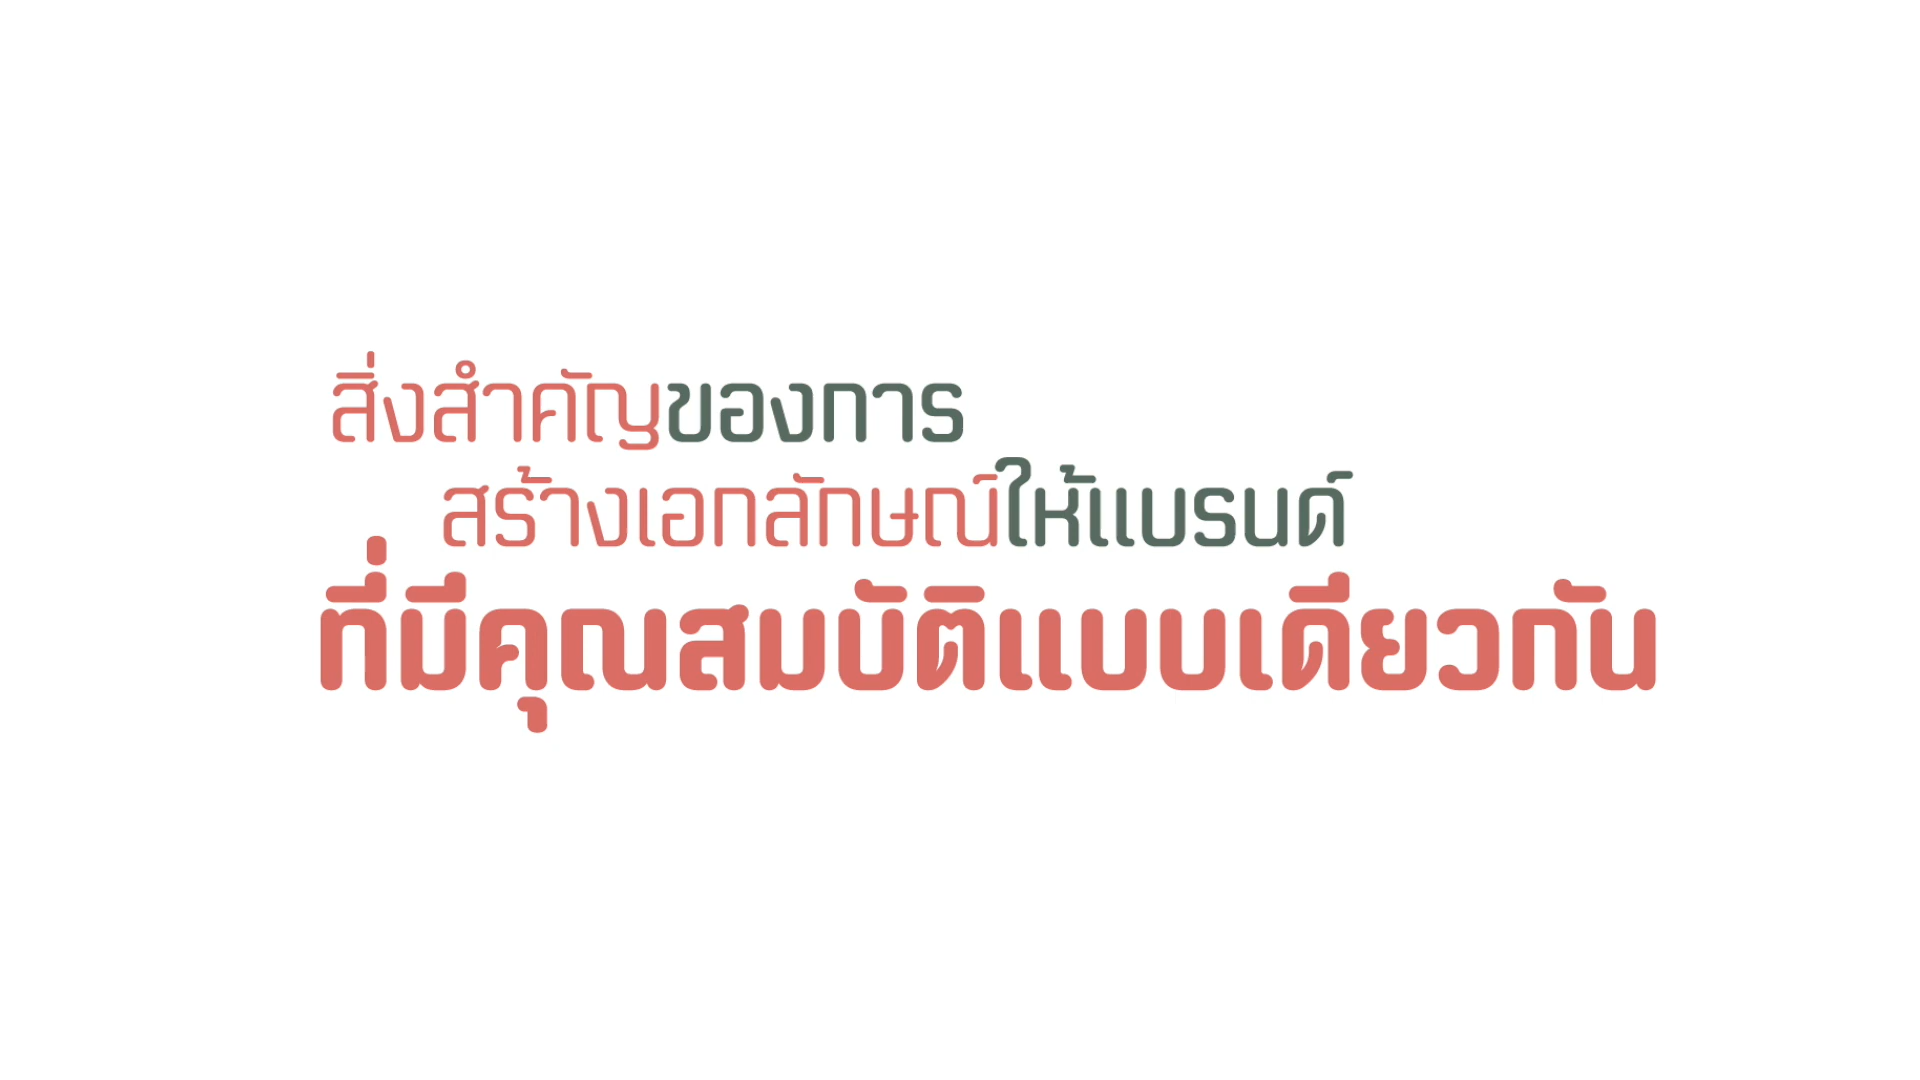 สิ่งสำคัญของการ
สร้างเอกลักษณ์ให้แบรนด์
ที่มีคุณสมบัติแบบเดียวกัน